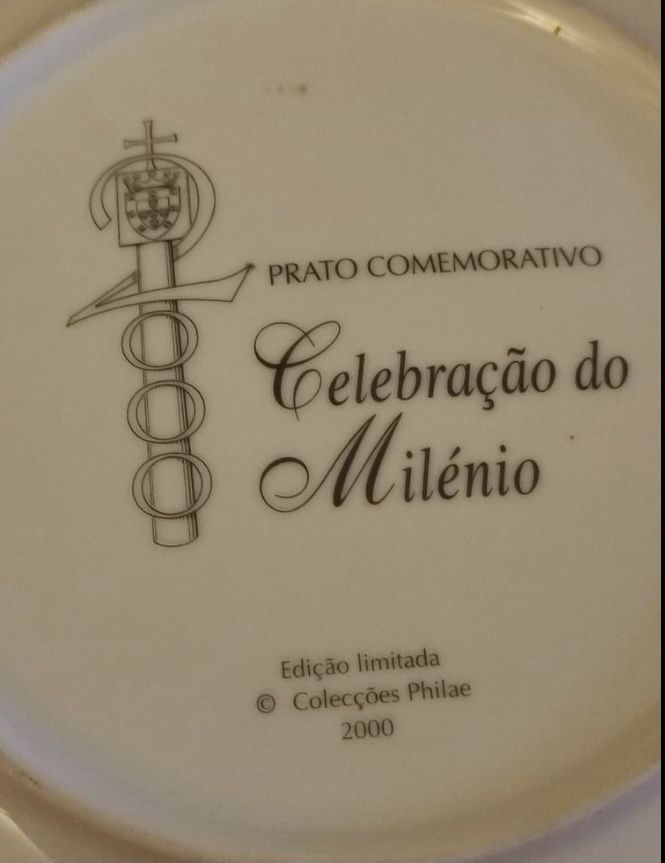 2000
PRATO COMEMORATIVO
Celebração do
Milénio
Edição limitada
© Colecções Philae
2000